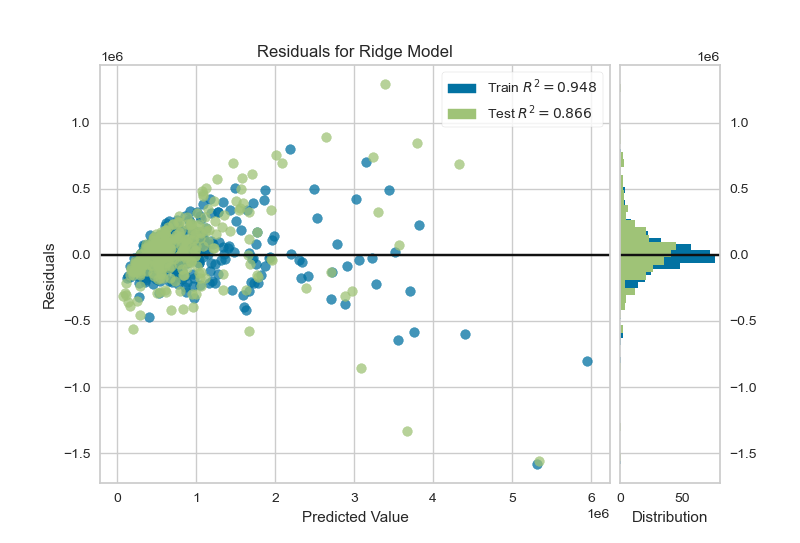 Residuals for Ridge Model
1e6
1e6
Train R² = 0.948
Test R² = 0.866
1.0
0.5
0.0
−0.5
−1.0
−1.5
Residuals
1.0
0.5
0.0
−0.5
−1.0
−1.5
0 1 2 3 4 5 6
1e6
Predicted Value
0 50
Distribution